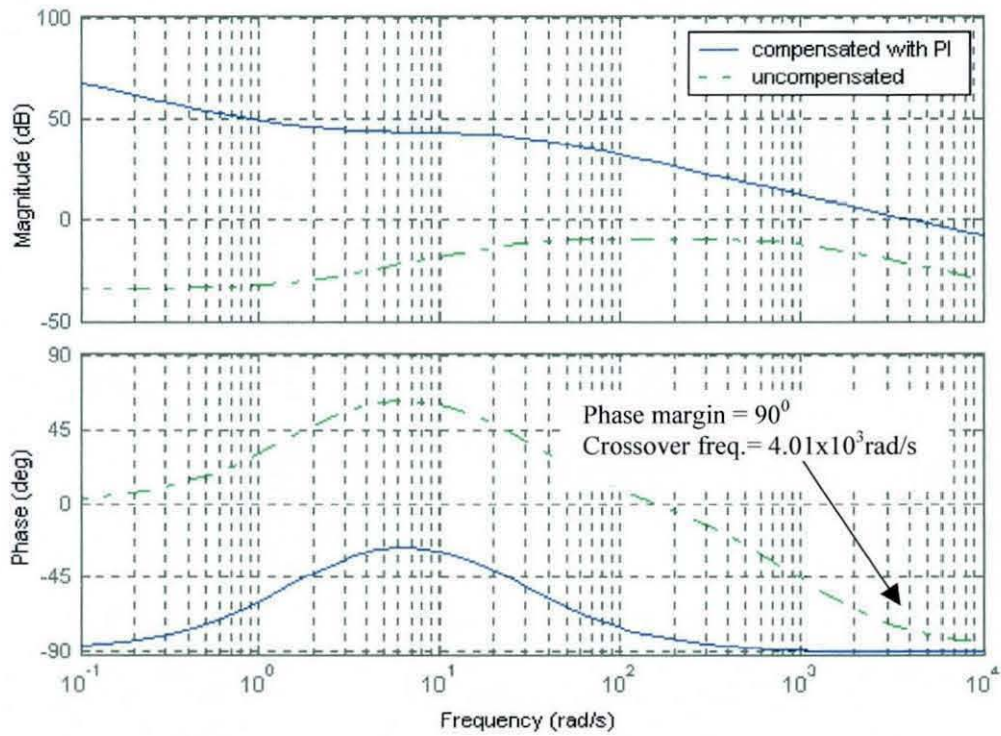 100
50
0
-50
Magnitude (dB)
compensated with PI
uncompensated
90
45
0
-45
-90
Phase (deg)
Phase margin = 90⁰
Crossover freq.= 4.01x10³rad/s
10⁻¹ 10⁰ 10¹ 10² 10³ 10⁴
Frequency (rad/s)